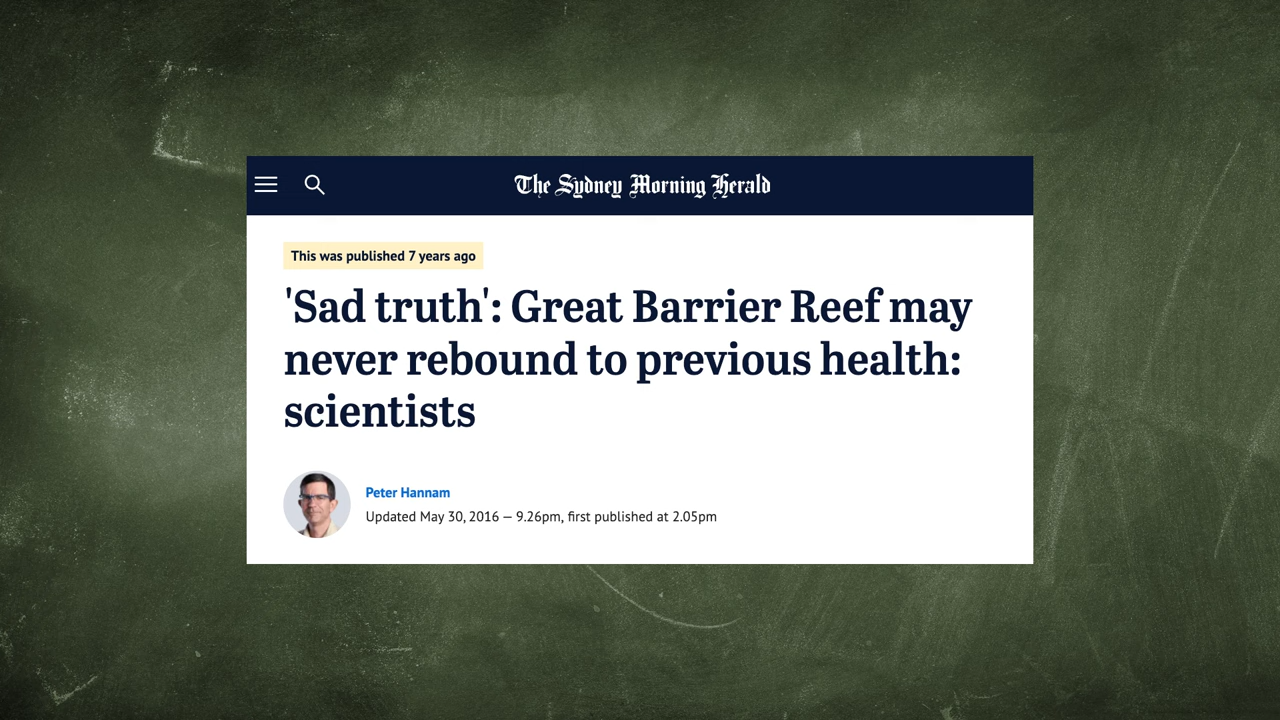 The Sydney Morning Herald
This was published 7 years ago
'Sad truth': Great Barrier Reef may
never rebound to previous health:
scientists
Peter Hannam
Updated May 30, 2016 — 9.26pm, first published at 2.05pm